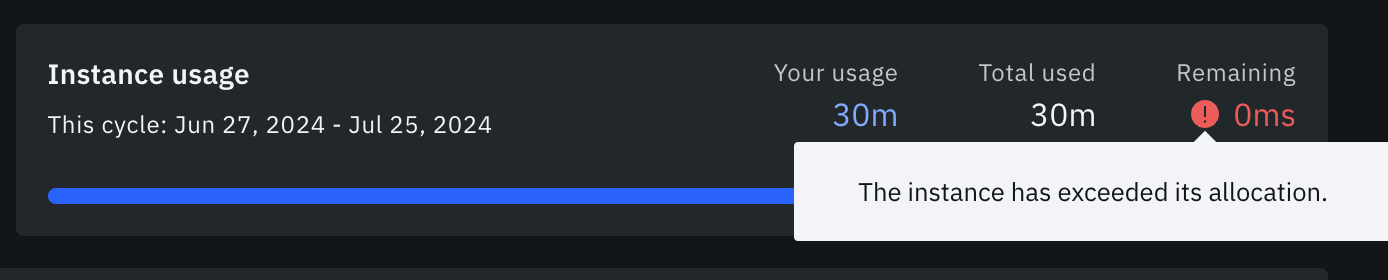 Instance usage
This cycle: Jun 27, 2024 - Jul 25, 2024
Your usage
30m
Total used
30m
Remaining
0ms
The instance has exceeded its allocation.